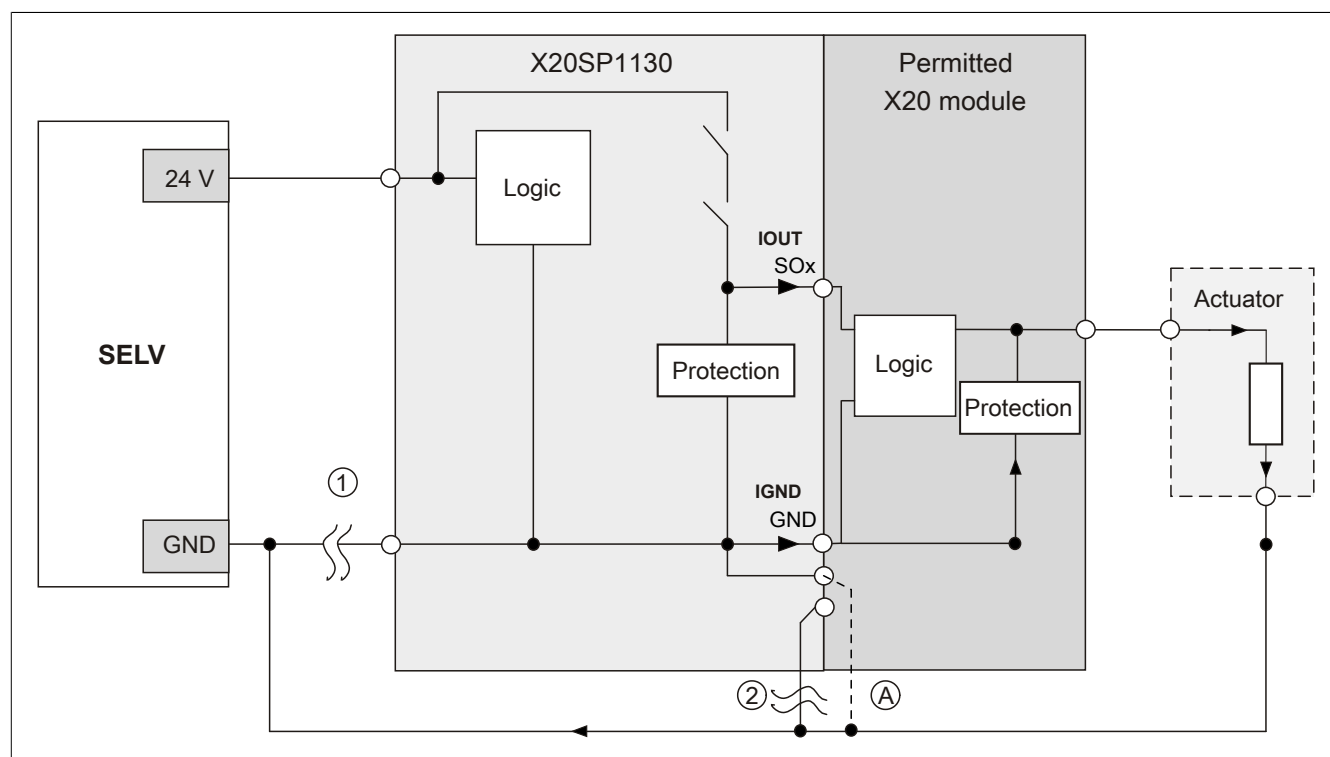 X20SP1130
Permitted
X20 module
24 V
Logic
IOUT
SOx
Actuator
SELV
Protection
Logic
Protection
1
IGND
GND
GND
2
A